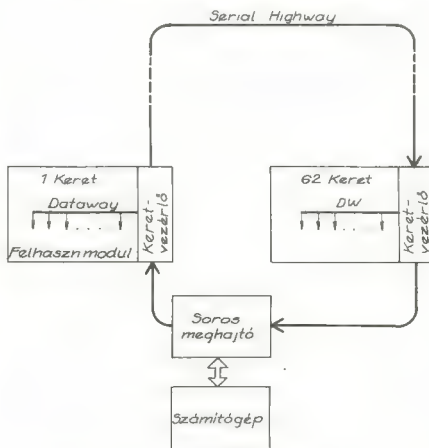 Serial Highway
1 Keret
Dataway
Felhaszn modul
Keret-
vezérlő
62 Keret
DW
Keret-
vezérlő
Soros
meghajtó
Számítógép